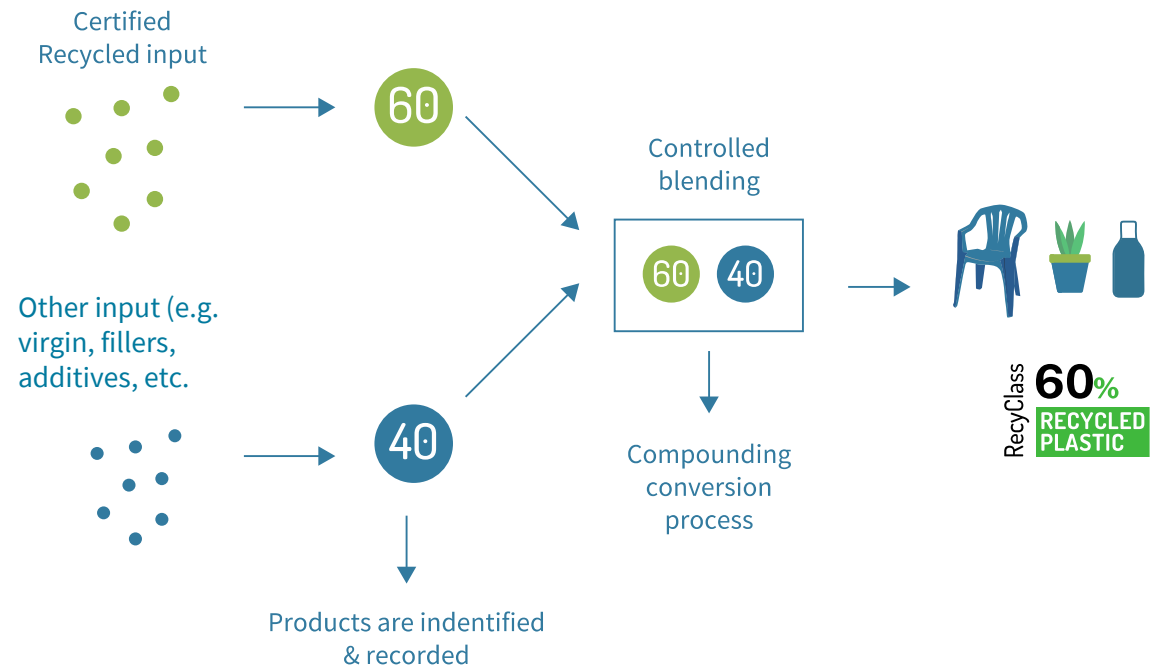 Certified
Recycled input
60
Controlled
blending
60 40
Other input (e.g.
virgin, fillers,
additives, etc.
40
Compounding
conversion
process
Products are indentified
& recorded
RecyClass
60%
RECYCLED
PLASTIC